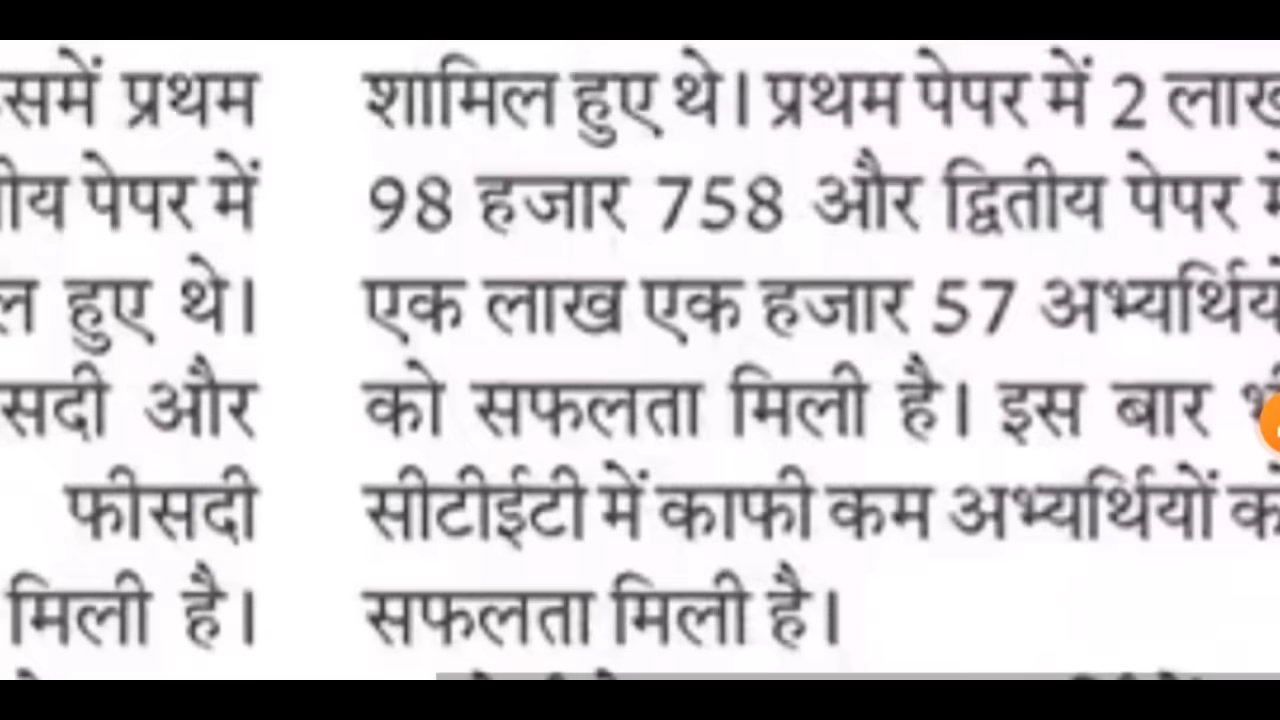 समें प्रथम
पेपर में
हुए थे।
और
फीसदी
मिली है।
शामिल हुए थे। प्रथम पेपर में 2 लाख
98 हजार 758 और द्वितीय पेपर में
एक लाख एक हजार 57 अभ्यर्थियों
को सफलता मिली है। इस बार
सीटीईटी में काफी कम अभ्यर्थियों को
सफलता मिली है।